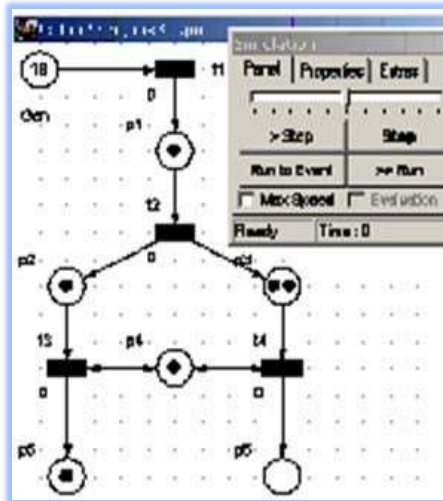 Simulation
Panel Properties Extras
18 t1
0
Gen
p1
> Step Stop
Run to Event >> Run
t2
Max Speed Evaluation
0
Ready Time : 0
p2 p3
t3 p4 t4
0 0
p5